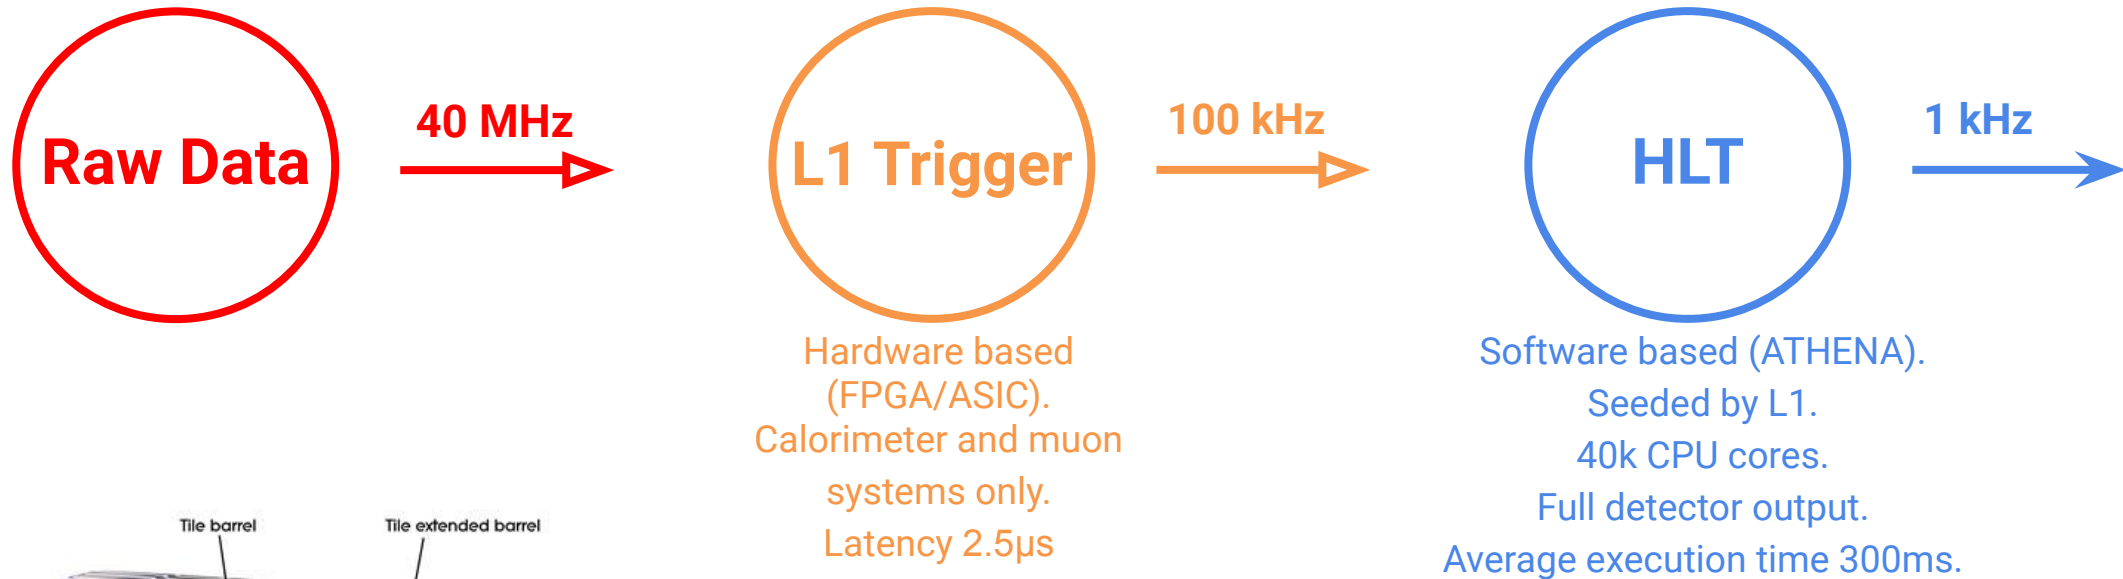 Raw Data
40 MHz
L1 Trigger
100 kHz
HLT
1 kHz
Hardware based
(FPGA/ASIC).
Calorimeter and muon
systems only.
Latency 2.5μs
Software based (ATHENA).
Seeded by L1.
40k CPU cores.
Full detector output.
Average execution time 300ms.
Tile barrel
Tile extended barrel